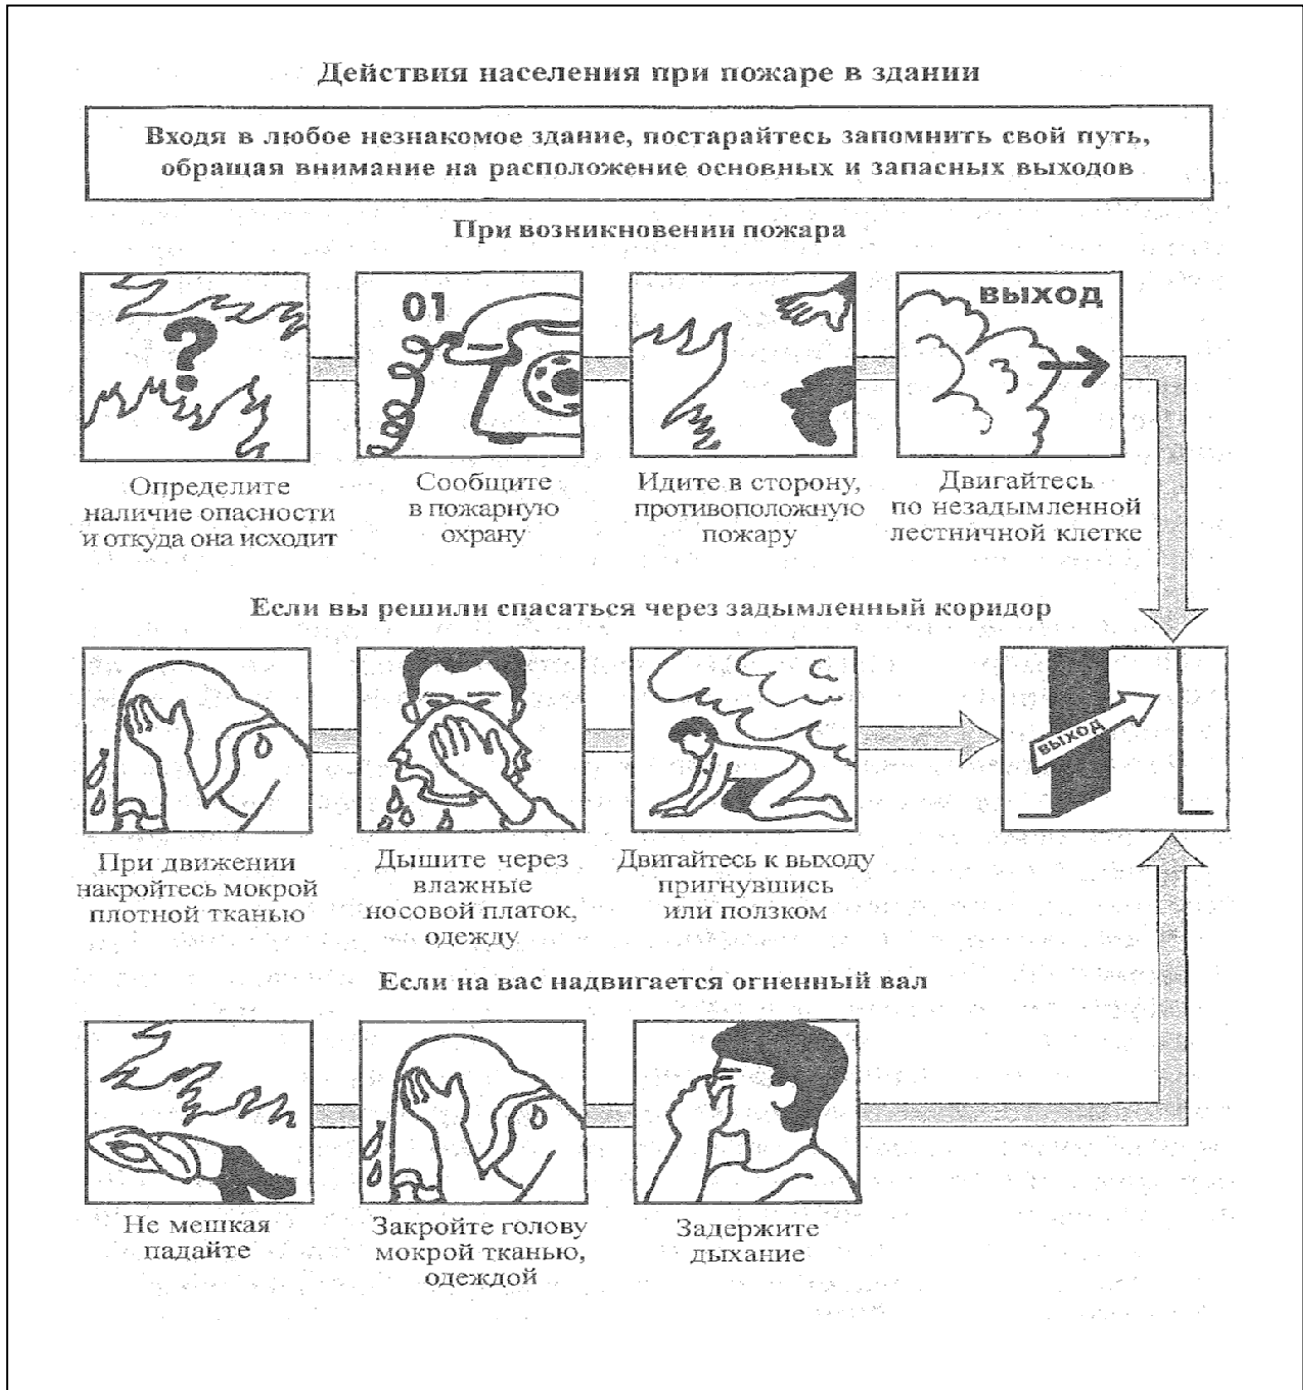 Действия населения при пожаре в здании
Входя в любое незнакомое здание, постарайтесь запомнить свой путь,
обращая внимание на расположение основных и запасных выходов
При возникновении пожара
?
01
ВЫХОД
Определите
наличие опасности
и откуда она исходит
Сообщите
в пожарную
охрану
Идите в сторону,
противоположную
пожару
Двигайтесь
по незадымленной
лестничной клетке
Если вы решили спасаться через задымленный коридор
ВЫХОД
При движении
накройтесь мокрой
плотной тканью
Дышите через
влажные
носовой платок,
одежду
Двигайтесь к выходу
пригнувшись
или ползком
Если на вас надвигается огненный вал
Не мешкая
падайте
Закройте голову
мокрой тканью,
одеждой
Задержите
дыхание